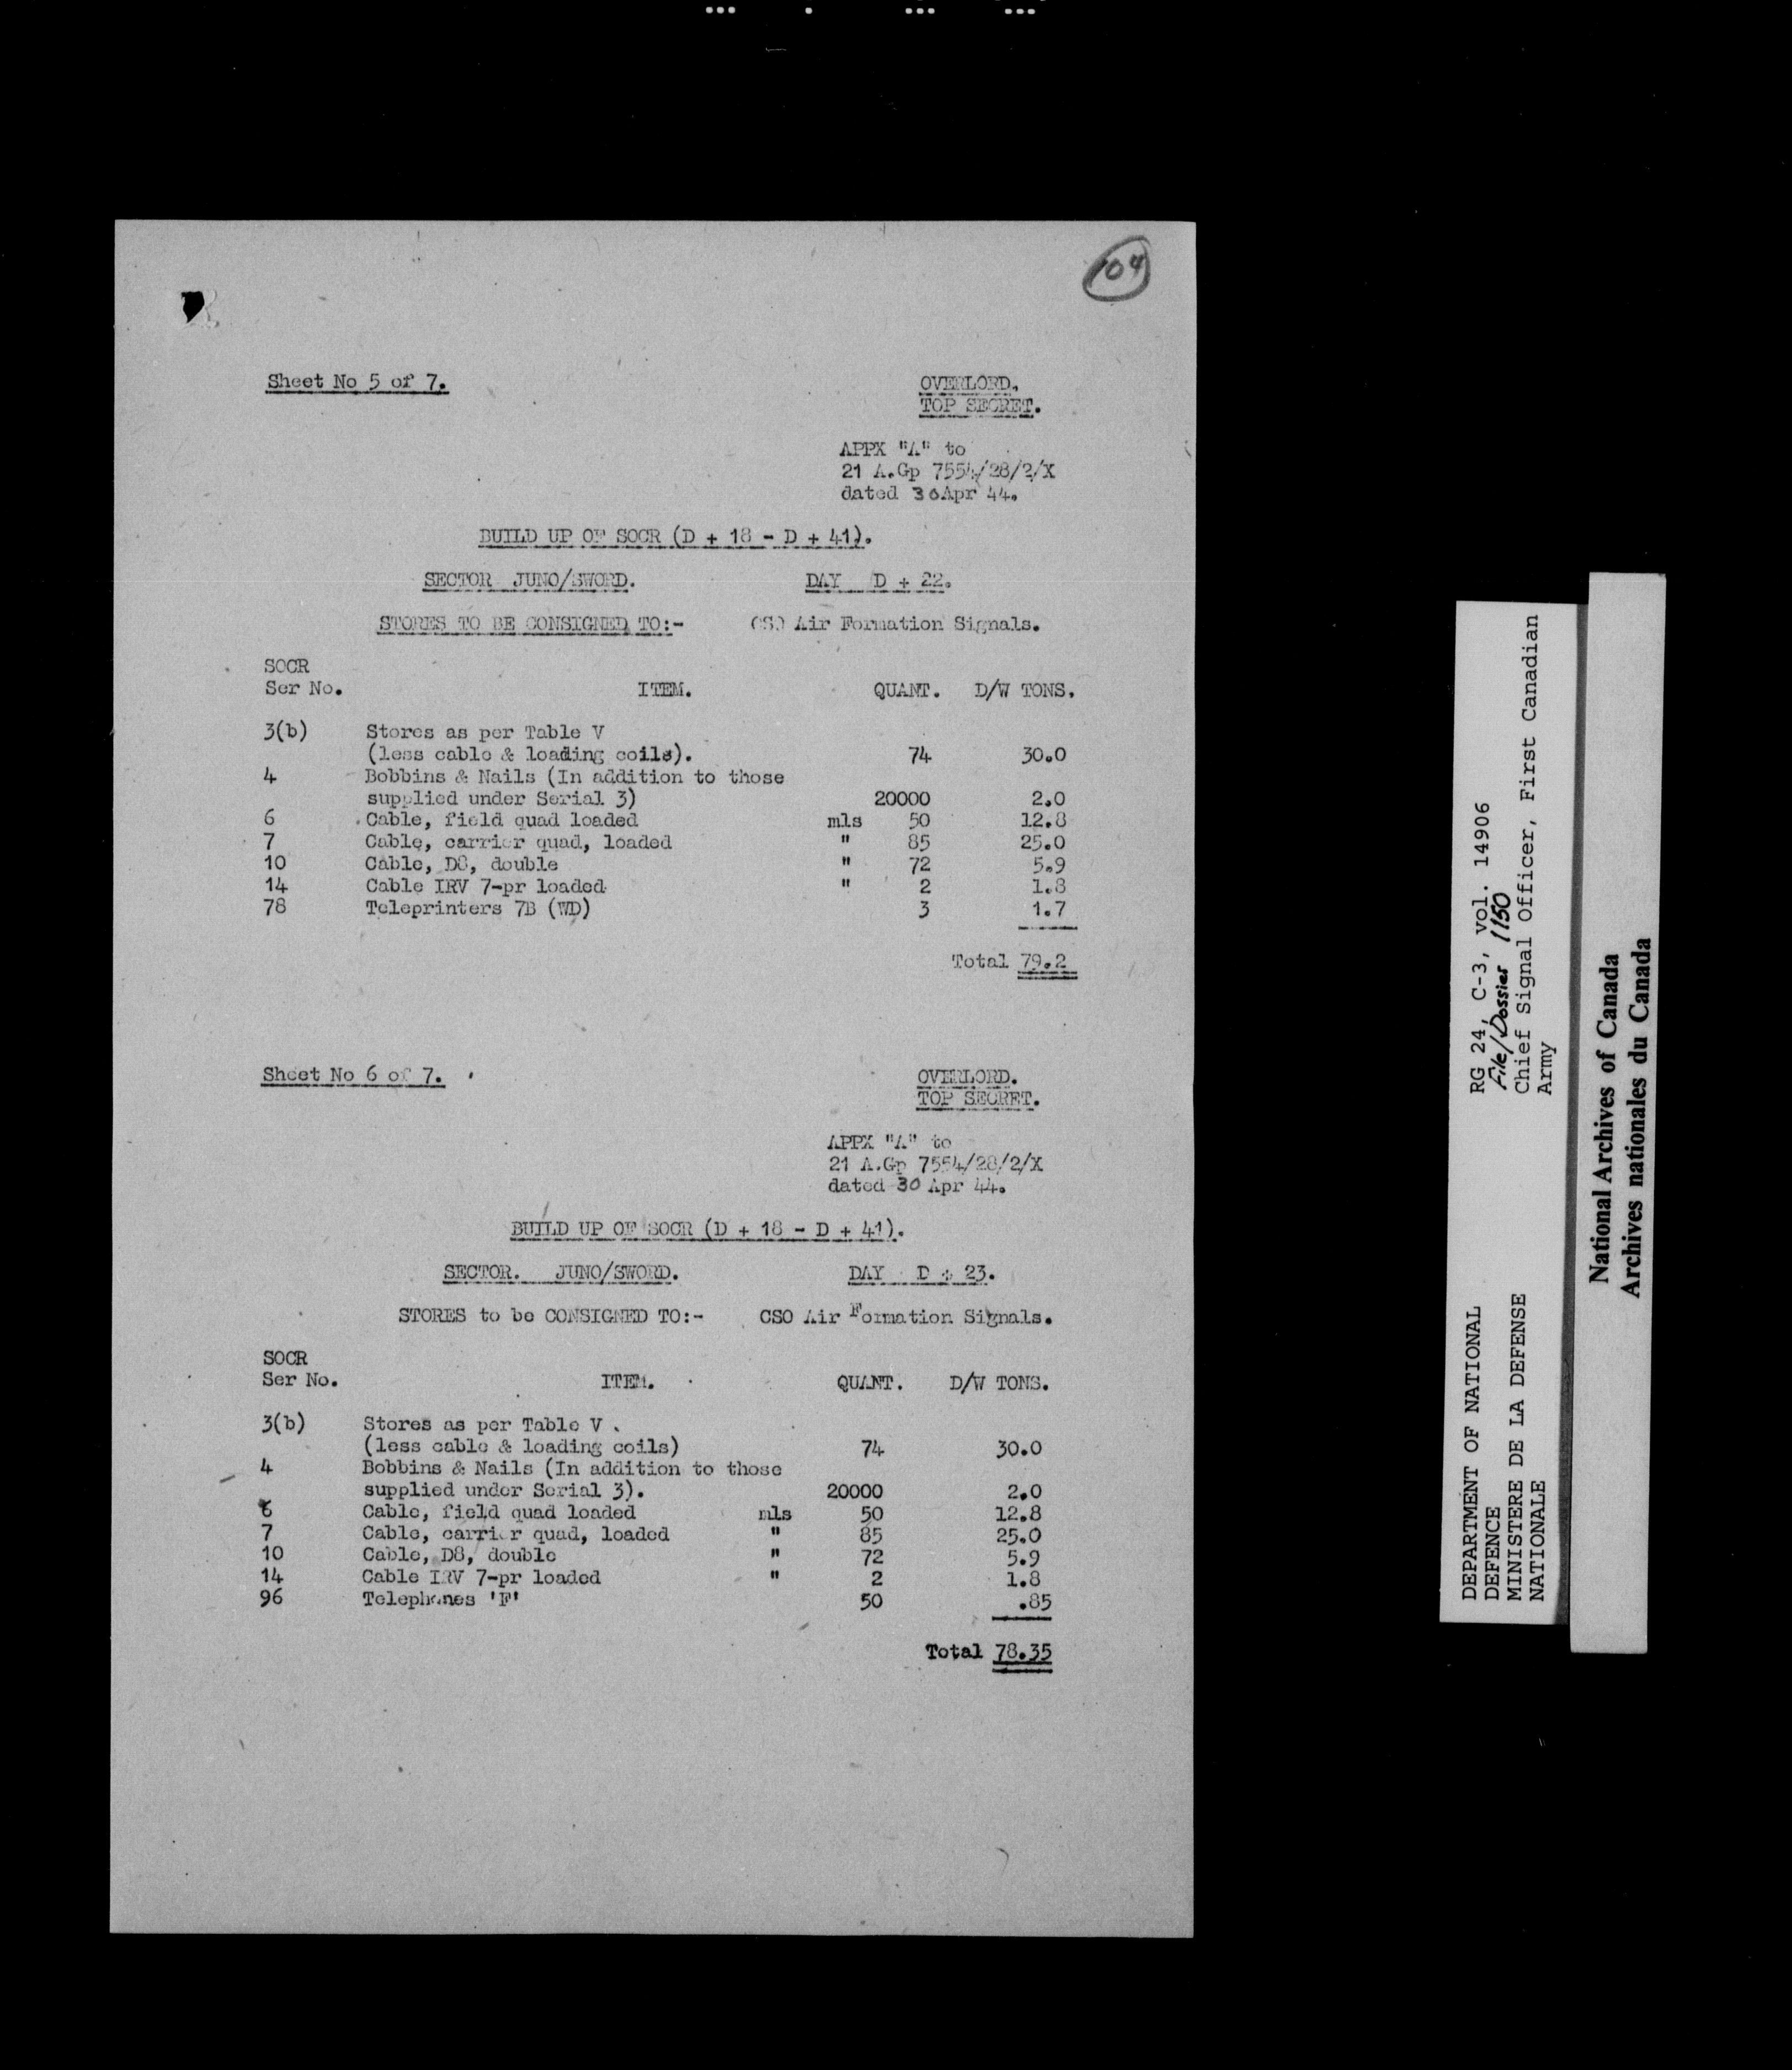 104
Sheet No 5 of 7.
OVERLORD.
TOP SECRET.
APPX "A" to
21 A.Gp 7554/28/2/X
dated 30 Apr 44.
BUILD UP OF SOCR (D + 18 - D + 41).
SECTOR JUNO/SWORD. DAY D + 22.
STORES TO BE CONSIGNED TO:- CSO Air Formation Signals.
SOCR
Ser No. ITEM. QUANT. D/W TONS.
3(b) Stores as per Table V
(less cable & loading coils). 74 30.0
4 Bobbins & Nails (In addition to those
supplied under Serial 3) 20000 2.0
6 Cable, field quad loaded mls 50 12.8
7 Cable, carrier quad, loaded " 85 25.0
10 Cable, D8, double " 72 5.9
14 Cable IRV 7-pr loaded " 2 1.8
78 Teleprinters 7B (WD) 3 1.7
Total 79.2
Sheet No 6 of 7.
OVERLORD.
TOP SECRET.
APPX "A" to
21 A.Gp 7554/28/2/X
dated 30 Apr 44.
BUILD UP OF SOCR (D + 18 - D + 41).
SECTOR. JUNO/SWORD. DAY D + 23.
STORES to be CONSIGNED TO:- CSO Air Formation Signals.
SOCR
Ser No. ITEM. QUANT. D/W TONS.
3(b) Stores as per Table V.
(less cable & loading coils) 74 30.0
4 Bobbins & Nails (In addition to those
supplied under Serial 3). 20000 2.0
6 Cable, field quad loaded mls 50 12.8
7 Cable, carrier quad, loaded " 85 25.0
10 Cable, D8, double " 72 5.9
14 Cable IRV 7-pr loaded " 2 1.8
96 Telephones 'F' 50 .85
Total 78.35
DEPARTMENT OF NATIONAL
DEFENCE
MINISTERE DE LA DEFENSE
NATIONALE
RG 24, C-3, vol. 14906
File/Dossier 1150
Chief Signal Officer, First Canadian
Army
National Archives of Canada
Archives nationales du Canada